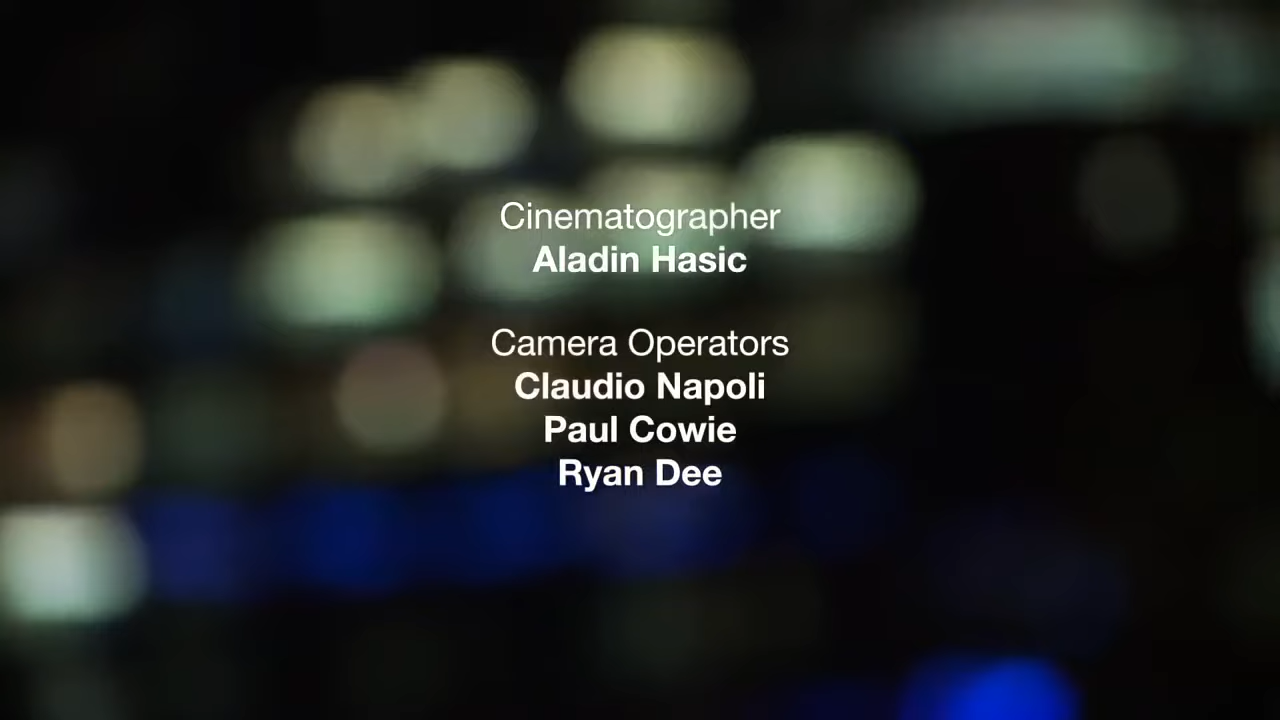 Cinematographer
Aladin Hasic
Camera Operators
Claudio Napoli
Paul Cowie
Ryan Dee